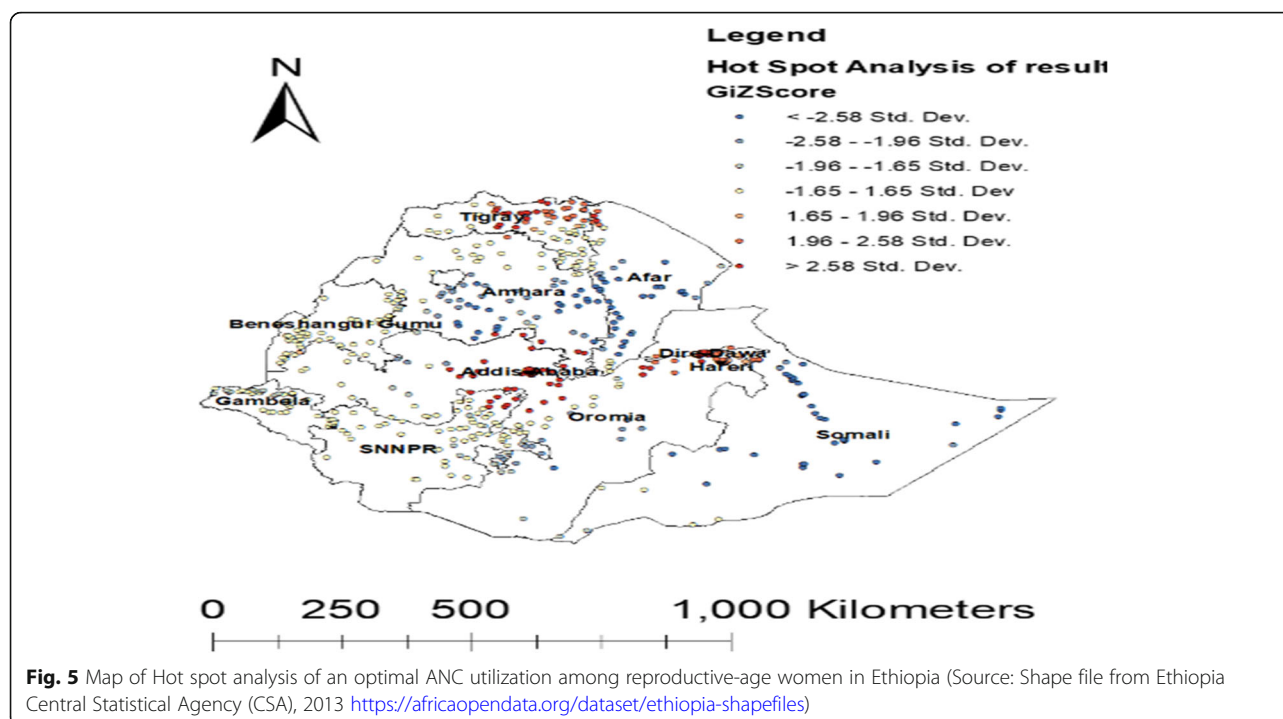 Legend
Hot Spot Analysis of result
GiZScore
< -2.58 Std. Dev.
-2.58 - -1.96 Std. Dev.
-1.96 - -1.65 Std. Dev.
-1.65 - 1.65 Std. Dev
1.65 - 1.96 Std. Dev.
1.96 - 2.58 Std. Dev.
> 2.58 Std. Dev.
N
Tigray
Afar
Amhara
Beneshangul Gumu
Dire Dawa
Addis Ababa
Hareri
Gambela
Oromia
Somali
SNNPR
0 250 500 1,000 Kilometers
Fig. 5 Map of Hot spot analysis of an optimal ANC utilization among reproductive-age women in Ethiopia (Source: Shape file from Ethiopia
Central Statistical Agency (CSA), 2013 https://africaopendata.org/dataset/ethiopia-shapefiles)